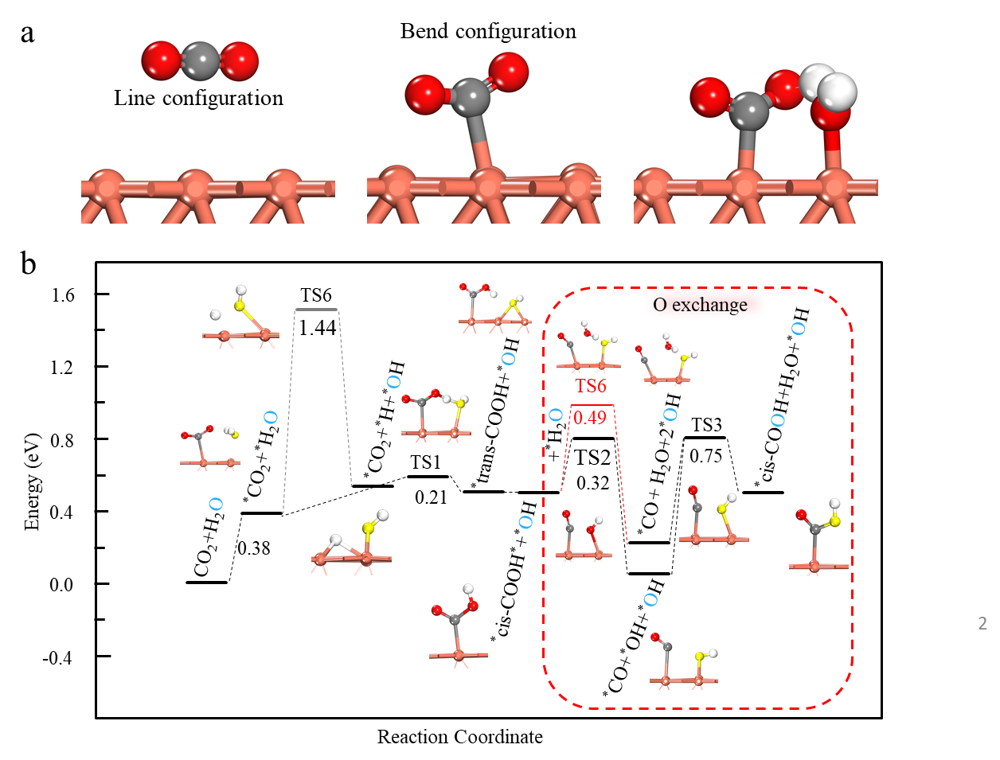 a
Line configuration
Bend configuration
b
Energy (eV)
1.6
1.2
0.8
0.4
0.0
-0.4
CO2+H2O
0.38
*CO2+*H2O
TS6
1.44
*CO2+*H+*OH
TS1
0.21
*trans-COOH+*OH
*cis-COOH*+*OH
+*H2O
O exchange
TS6
0.49
TS2
0.32
*CO+H2O+2*OH
*CO+*OH+*OH
TS3
0.75
*cis-COOH+H2O+*OH
Reaction Coordinate
2